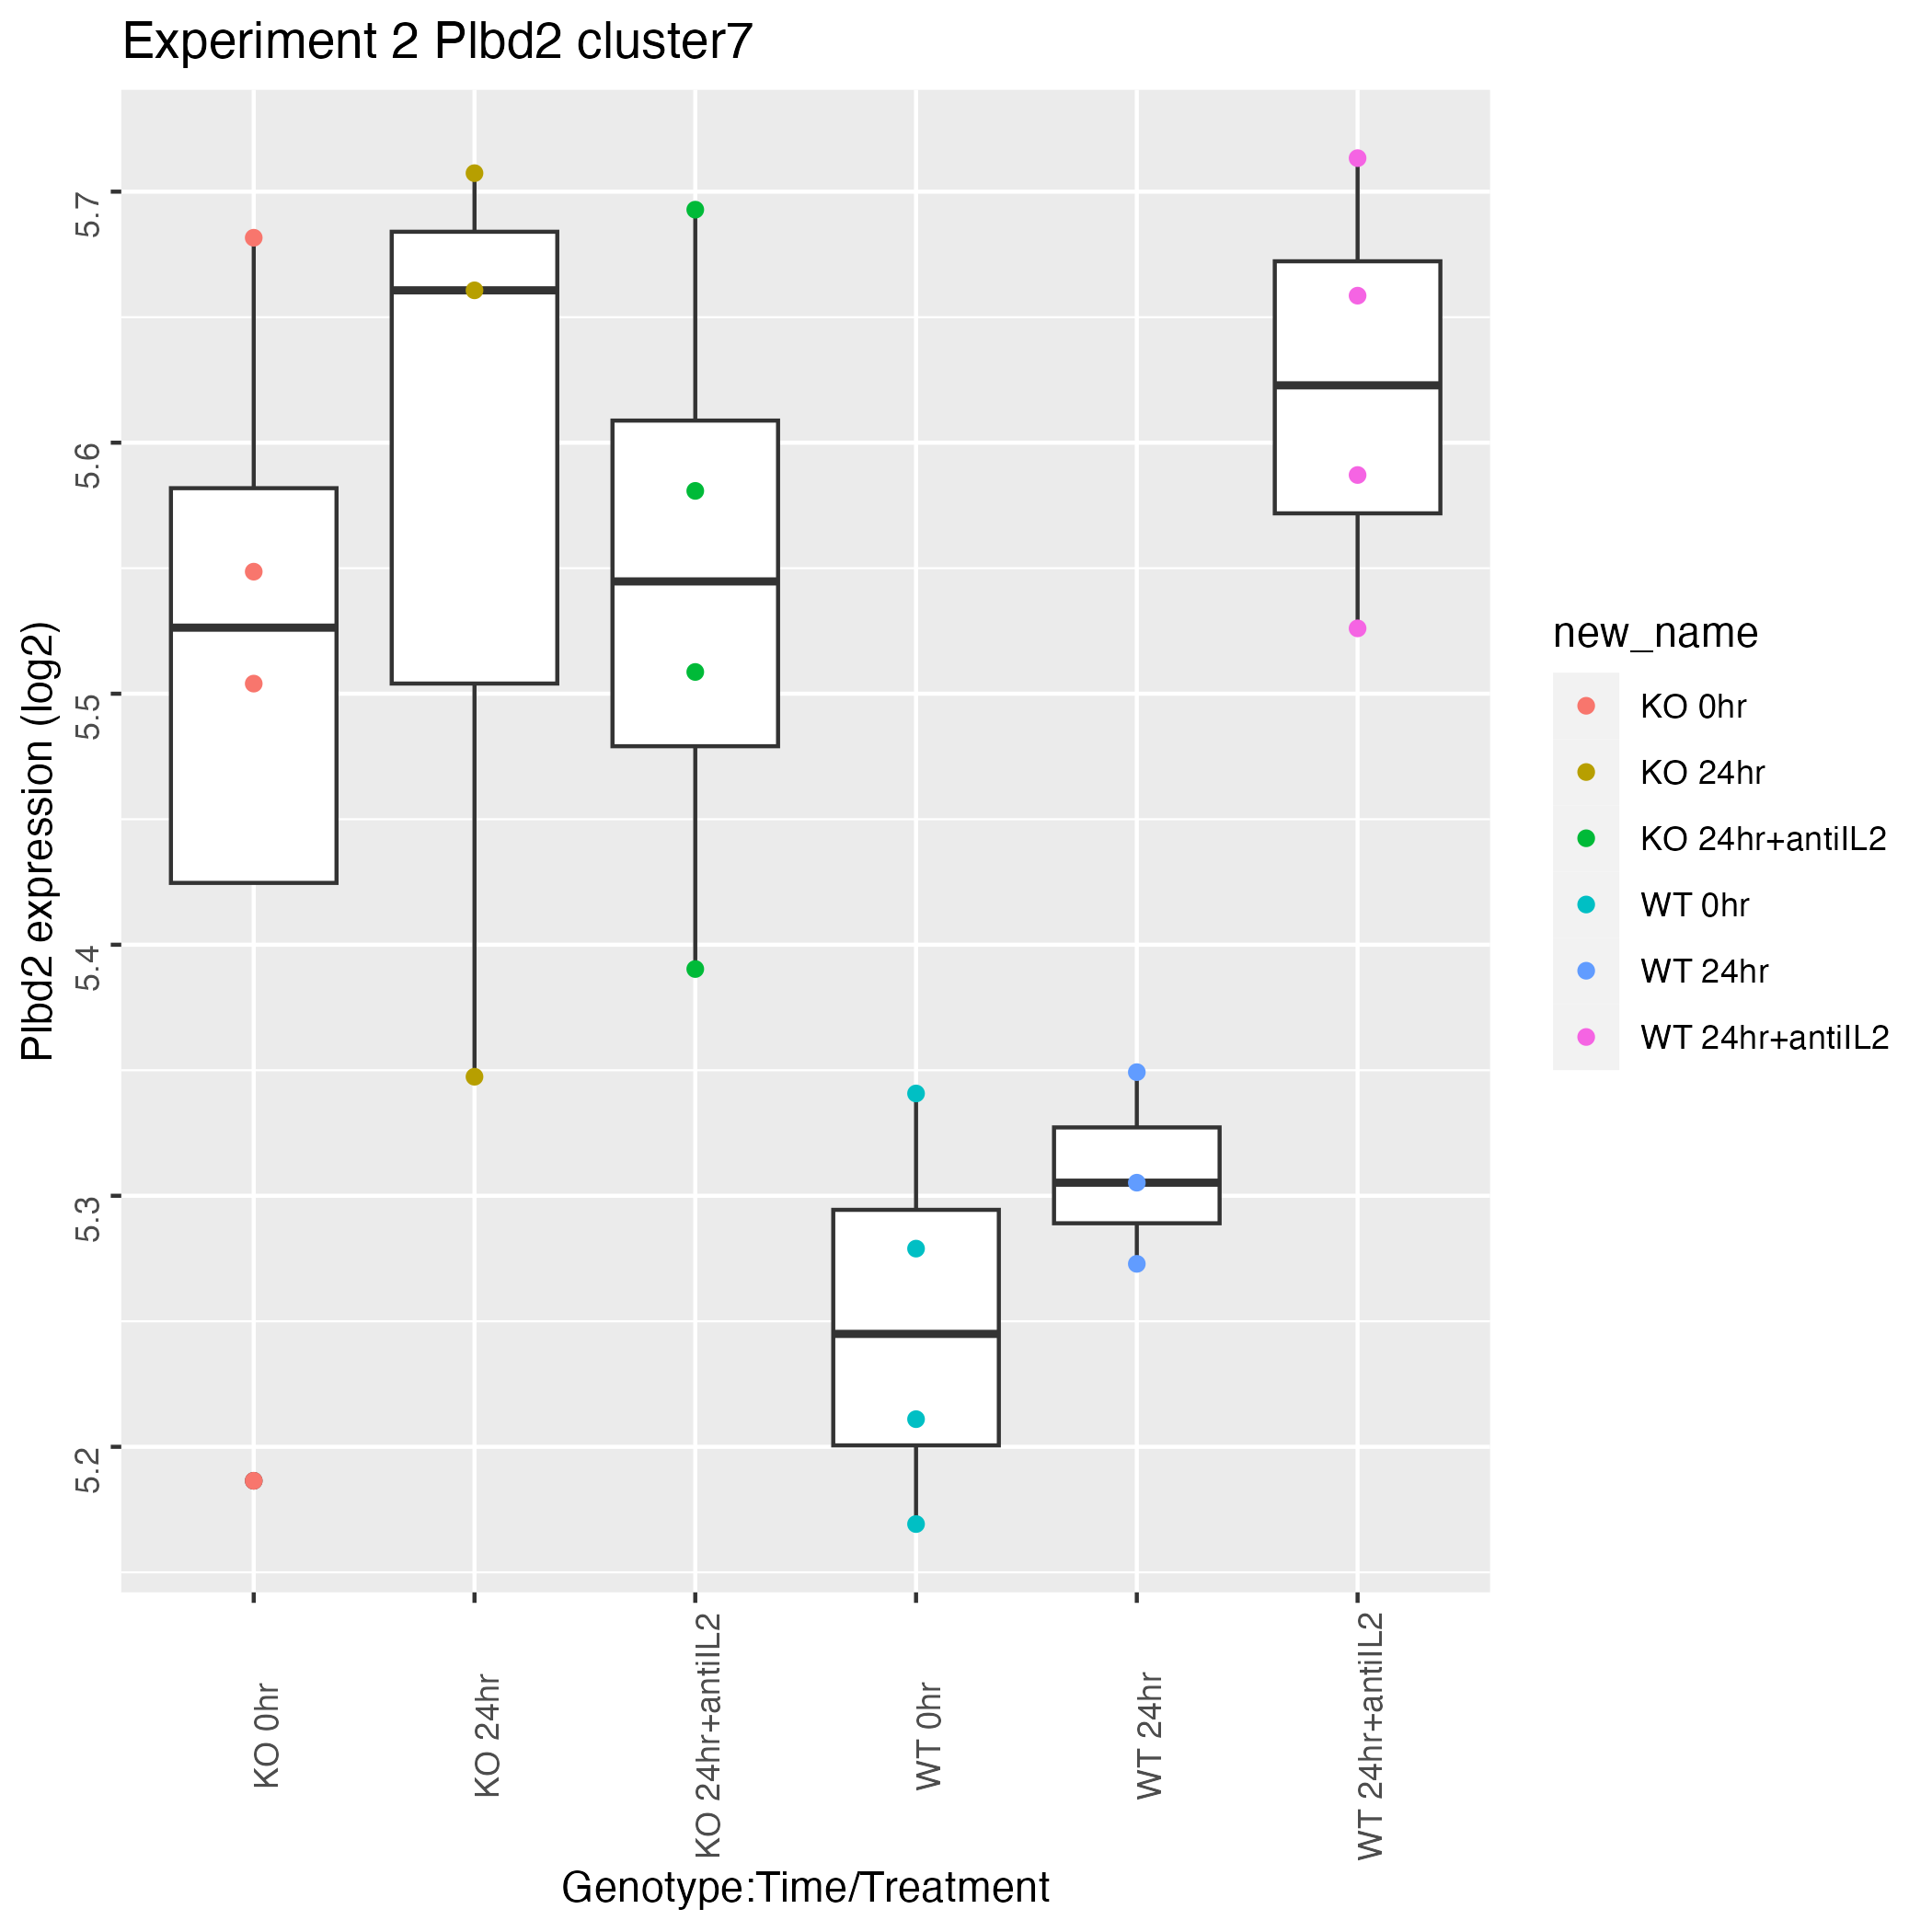 Experiment 2 Plbd2 cluster7
Plbd2 expression (log2)
5.7
5.6
5.5
5.4
5.3
5.2
KO 0hr
KO 24hr
KO 24hr+antiIL2
WT 0hr
WT 24hr
WT 24hr+antiIL2
Genotype:Time/Treatment
new_name
KO 0hr
KO 24hr
KO 24hr+antiIL2
WT 0hr
WT 24hr
WT 24hr+antiIL2